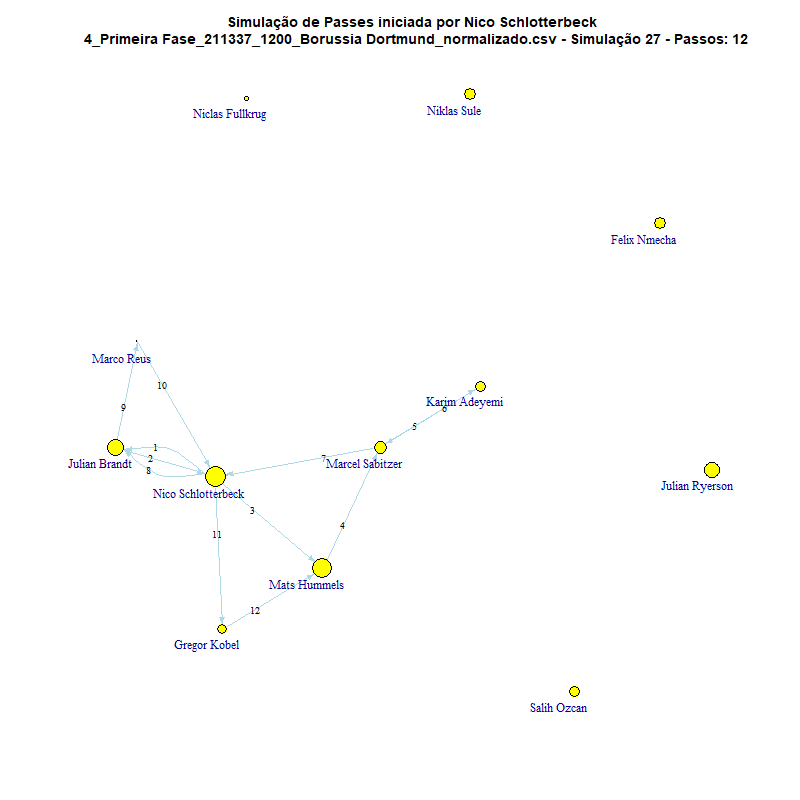 Simulação de Passes iniciada por Nico Schlotterbeck
4_Primeira Fase_211337_1200_Borussia Dortmund_normalizado.csv - Simulação 27 - Passos: 12
Niclas Fullkrug
Niklas Sule
Felix Nmecha
Marco Reus
10
Karim Adeyemi
9
6
5
1
2
7
8
Julian Brandt
Marcel Sabitzer
Julian Ryerson
Nico Schlotterbeck
3
4
11
Mats Hummels
12
Gregor Kobel
Salih Ozcan